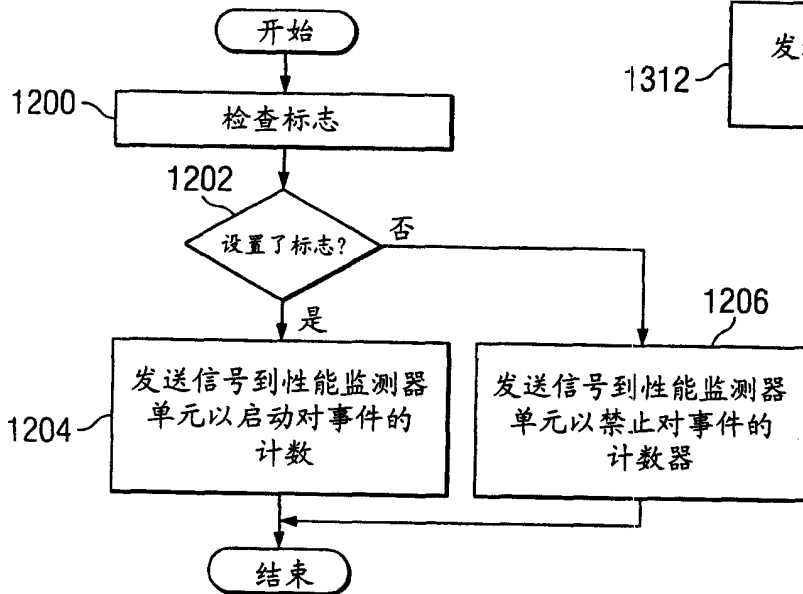 开始
1312
发
1200
检查标志
1202
设置了标志?
否
是
1206
1204
发送信号到性能监测器
单元以启动对事件的
计数
发送信号到性能监测器
单元以禁止对事件的
计数器
结束